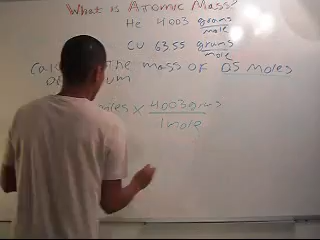 What is Atomic Mass?
He 4.003 grams
mole
Cu 63.55 grams
mole
the mass of 0.5 moles
x 4.003 grams
1 mole